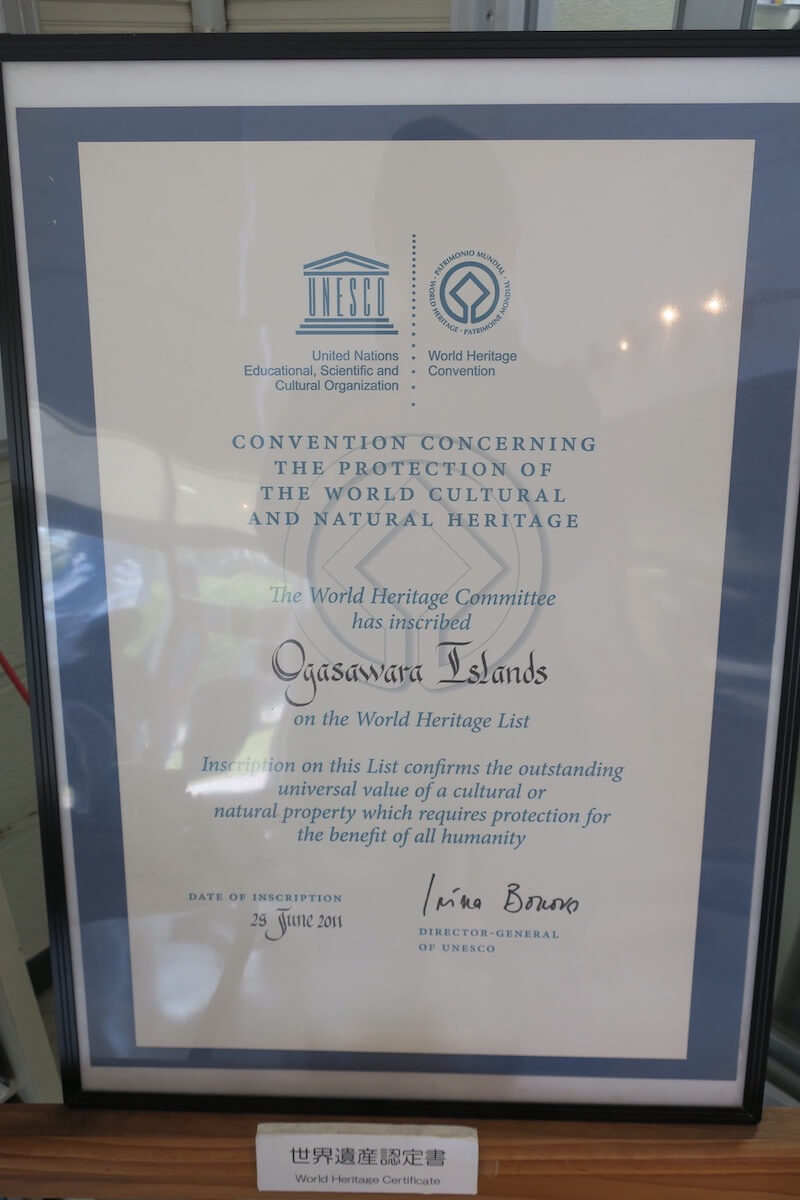 UNESCO
PATRIMONIO MUNDIAL • WORLD HERITAGE • PATRIMOINE MONDIAL •
United Nations
Educational, Scientific and
Cultural Organization
World Heritage
Convention
CONVENTION CONCERNING
THE PROTECTION OF
THE WORLD CULTURAL
AND NATURAL HERITAGE
The World Heritage Committee
has inscribed
Ogasawara Islands
on the World Heritage List
Inscription on this List confirms the outstanding
universal value of a cultural or
natural property which requires protection for
the benefit of all humanity
DATE OF INSCRIPTION
29 June 2011
Irina Bokova
DIRECTOR-GENERAL
OF UNESCO
世界遺産認定書
World Heritage Certificate